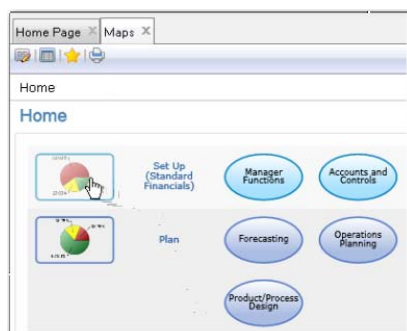 Home Page
Maps
Home
Home
Set Up
(Standard
Financials)
Manager
Functions
Accounts and
Controls
Plan
Forecasting
Operations
Planning
Product/Process
Design